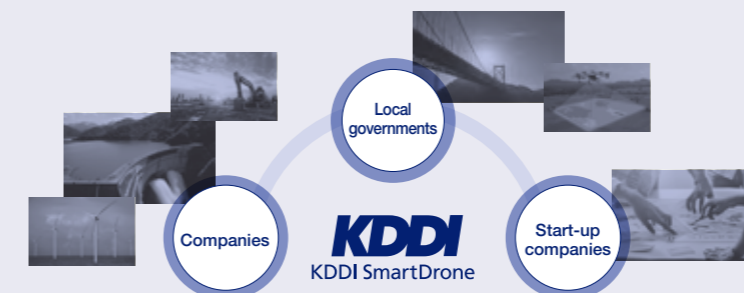 Local
governments
Companies
KDDI
KDDI SmartDrone
Start-up
companies